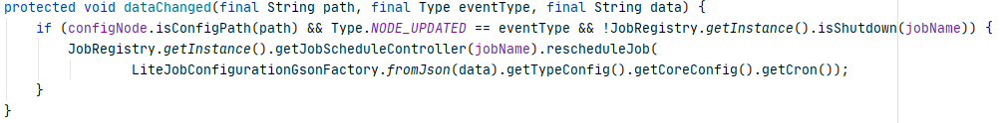 protected void dataChanged(final String path, final Type eventType, final String data) {
    if (configNode.isConfigPath(path) && Type.NODE_UPDATED == eventType && !JobRegistry.getInstance().isShutdown(jobName)) {
        JobRegistry.getInstance().getJobScheduleController(jobName).rescheduleJob(
                LiteJobConfigurationGsonFactory.fromJson(data).getTypeConfig().getCoreConfig().getCron());
    }
}